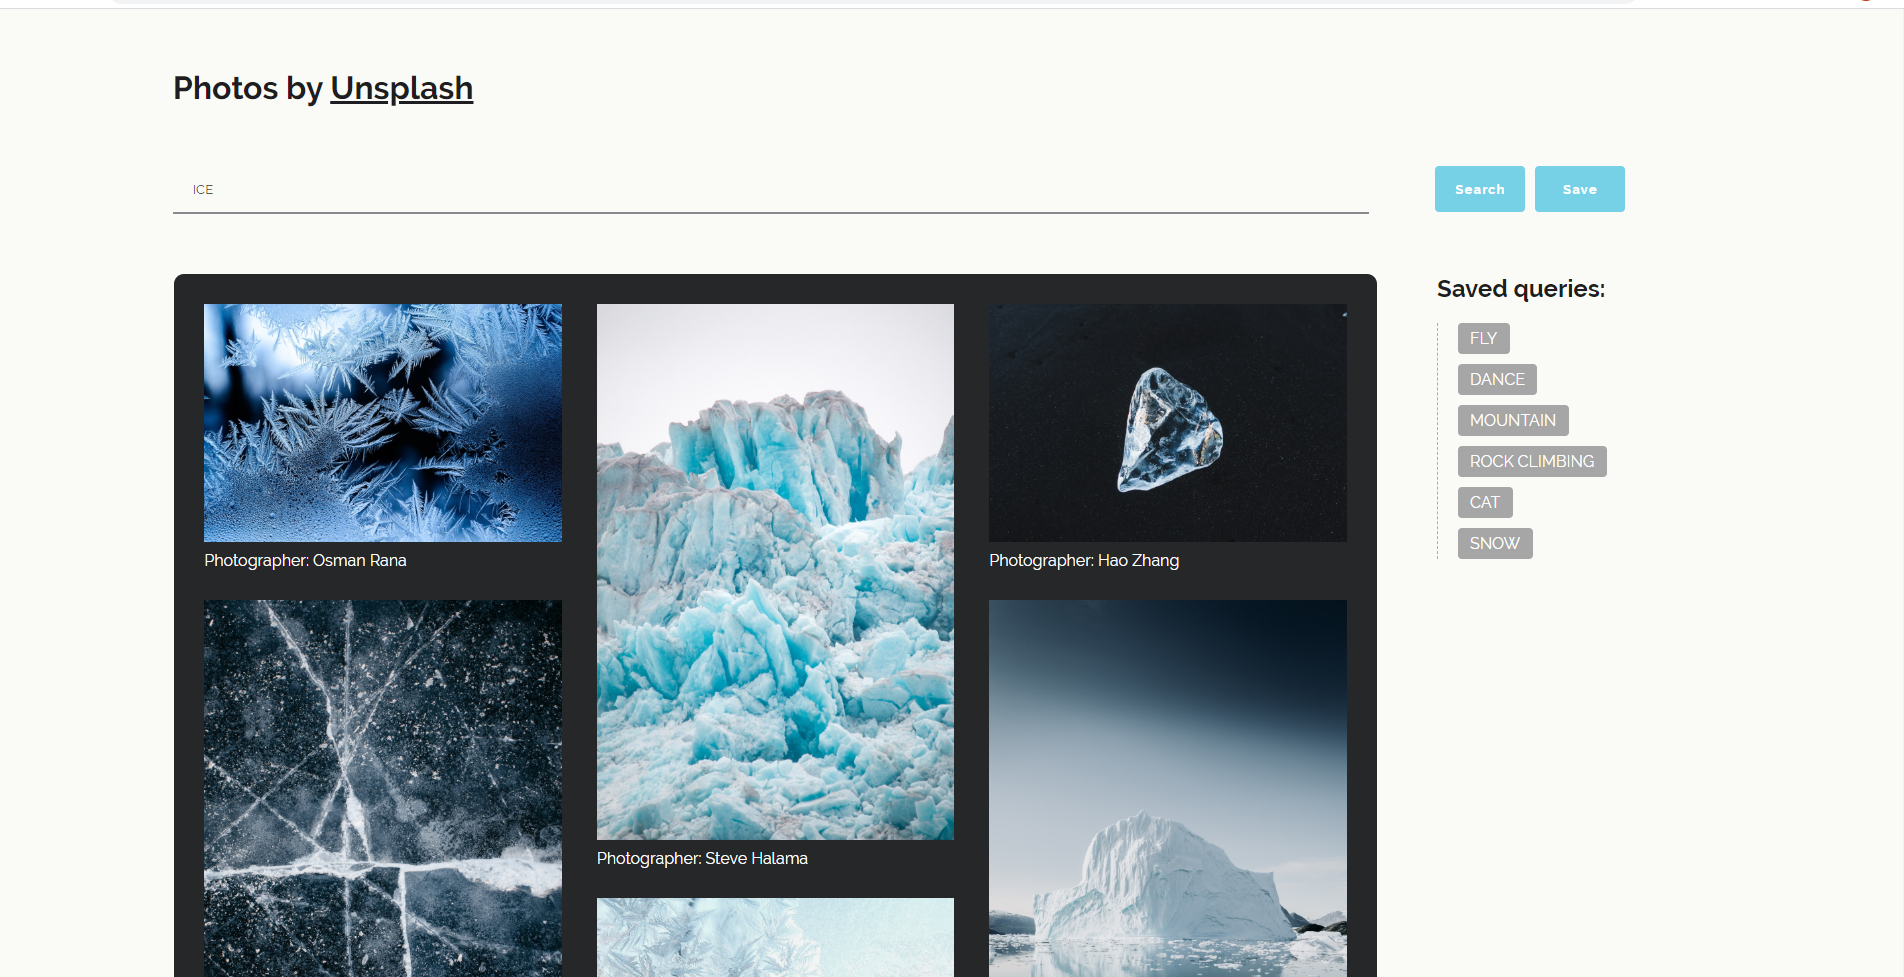 Photos by Unsplash
ICE
Search
Save
Saved queries:
FLY
DANCE
MOUNTAIN
ROCK CLIMBING
CAT
SNOW
Photographer: Osman Rana
Photographer: Hao Zhang
Photographer: Steve Halama